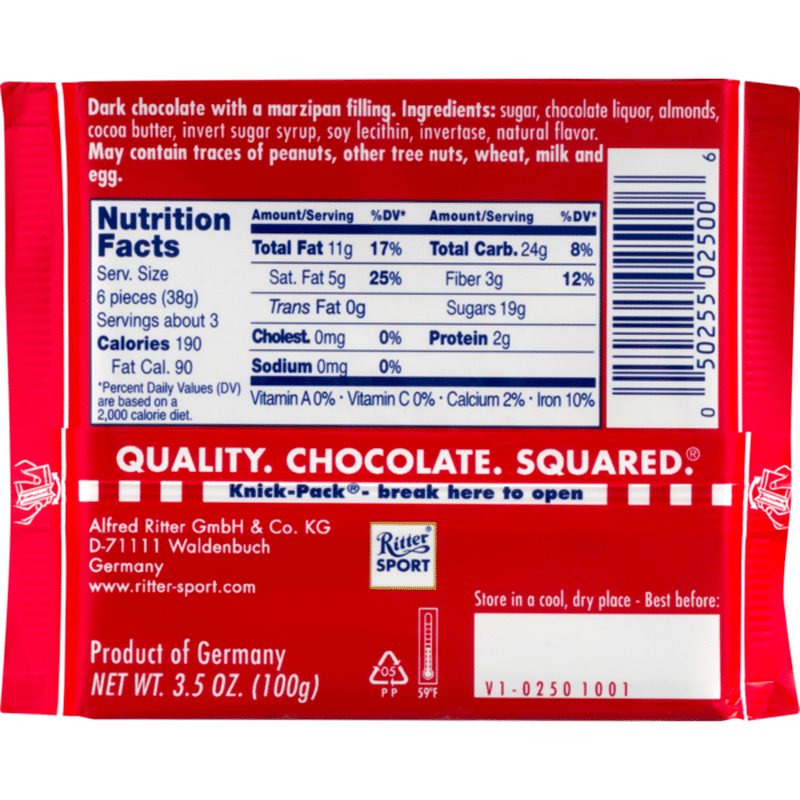 Dark chocolate with a marzipan filling. Ingredients: sugar, chocolate liquor, almonds,
cocoa butter, invert sugar syrup, soy lecithin, invertase, natural flavor.
May contain traces of peanuts, other tree nuts, wheat, milk and
egg.
Nutrition
Facts
Serv. Size
6 pieces (38g)
Servings about 3
Calories 190
Fat Cal. 90
*Percent Daily Values (DV)
are based on a
2,000 calorie diet.
Amount/Serving %DV* Amount/Serving %DV*
Total Fat 11g 17% Total Carb. 24g 8%
Sat. Fat 5g 25% Fiber 3g 12%
Trans Fat 0g Sugars 19g
Cholest. 0mg 0% Protein 2g
Sodium 0mg 0%
Vitamin A 0% · Vitamin C 0% · Calcium 2% · Iron 10%
0 50255 02500 6
QUALITY. CHOCOLATE. SQUARED.®
Knick-Pack®- break here to open
Alfred Ritter GmbH & Co. KG
D-71111 Waldenbuch
Germany
www.ritter-sport.com
Ritter®
SPORT
Product of Germany
NET WT. 3.5 OZ. (100g)
05
PP
59°F
Store in a cool, dry place - Best before:
V1-0250 1001